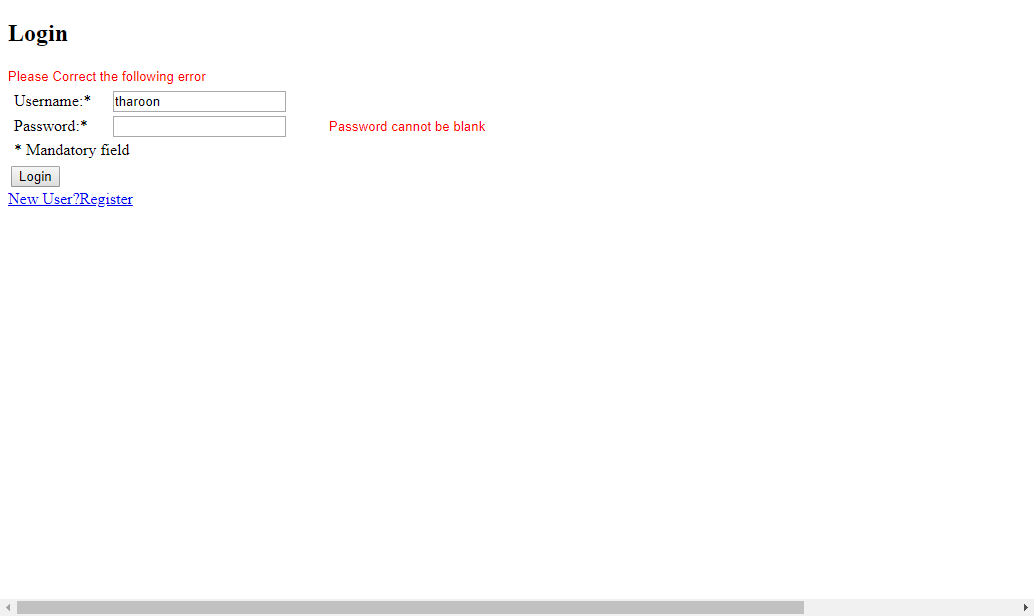 Login
Please Correct the following error
Username:* tharoon
Password:* Password cannot be blank
* Mandatory field
Login
New User?Register